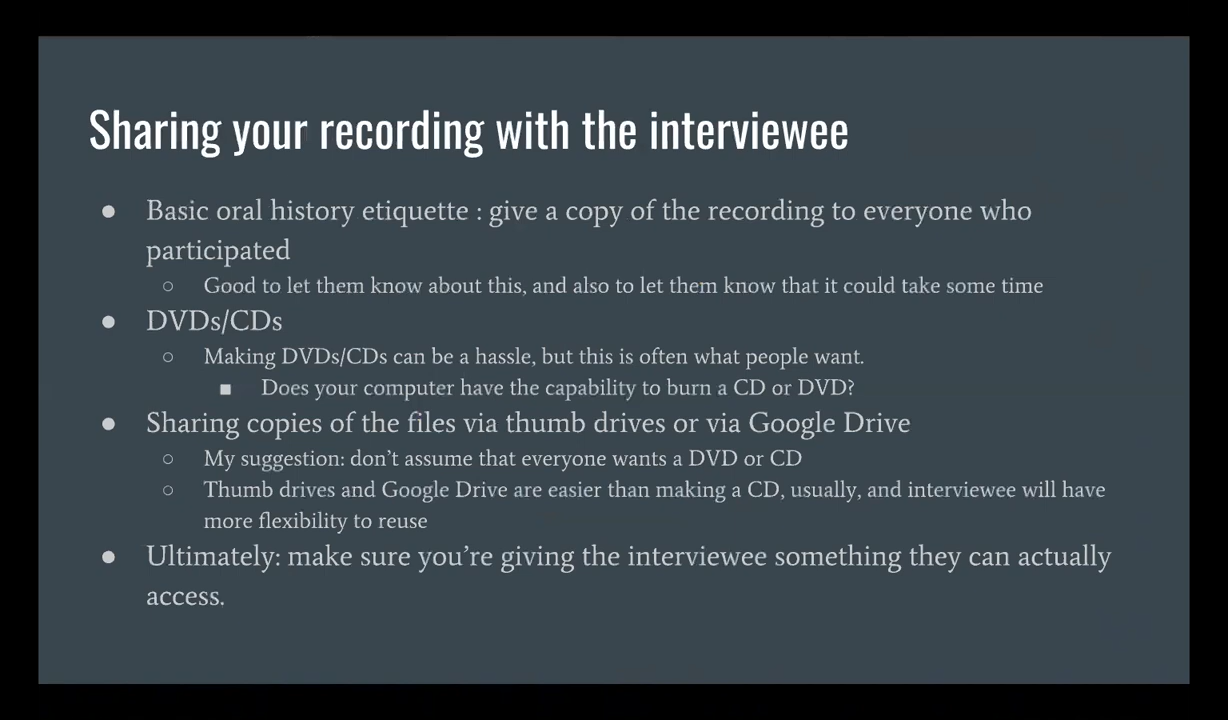 Sharing your recording with the interviewee
● Basic oral history etiquette : give a copy of the recording to everyone who
participated
○ Good to let them know about this, and also to let them know that it could take some time
● DVDs/CDs
○ Making DVDs/CDs can be a hassle, but this is often what people want.
■ Does your computer have the capability to burn a CD or DVD?
● Sharing copies of the files via thumb drives or via Google Drive
○ My suggestion: don’t assume that everyone wants a DVD or CD
○ Thumb drives and Google Drive are easier than making a CD, usually, and interviewee will have
more flexibility to reuse
● Ultimately: make sure you’re giving the interviewee something they can actually
access.